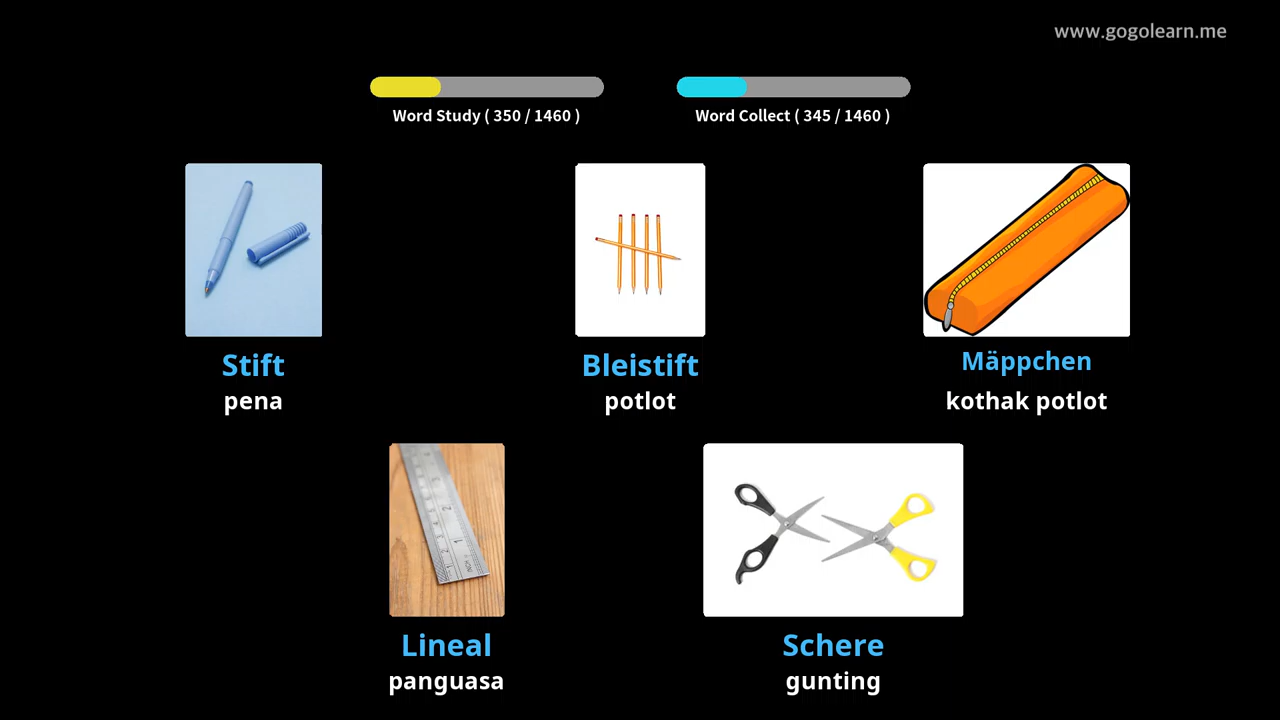 www.gogolearn.me
Word Study ( 350 / 1460 )
Word Collect ( 345 / 1460 )
Stift
pena
Bleistift
potlot
Mäppchen
kothak potlot
Lineal
panguasa
Schere
gunting